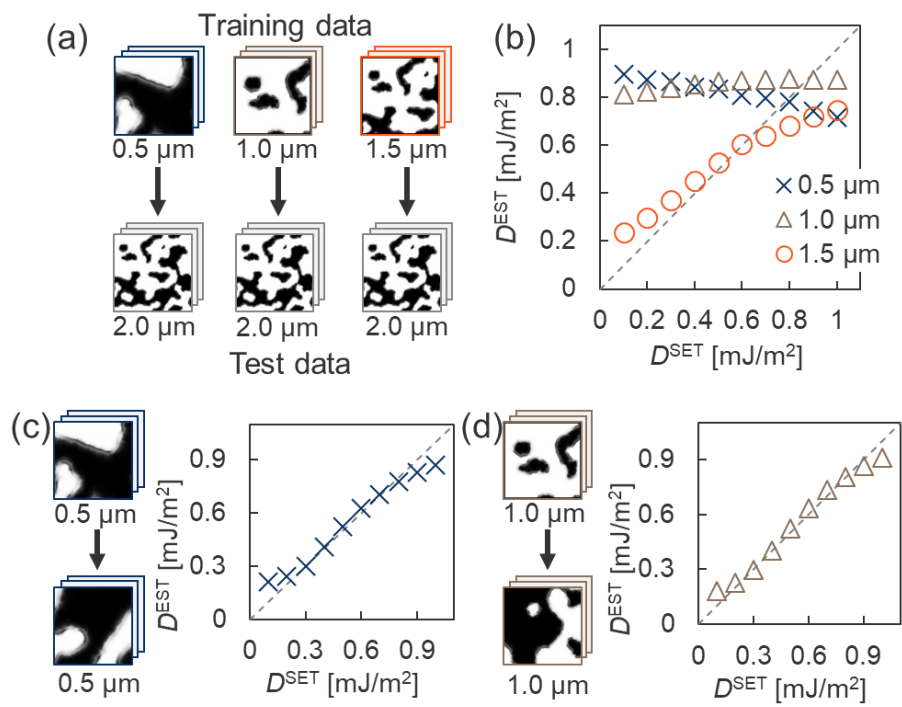 (a)
Training data
0.5 µm
1.0 µm
1.5 µm
2.0 µm
2.0 µm
2.0 µm
Test data
(b)
D^EST [mJ/m²]
1
0.8
0.6
0.4
0.2
0
0 0.2 0.4 0.6 0.8 1
D^SET [mJ/m²]
0.5 µm
1.0 µm
1.5 µm
(c)
0.5 µm
0.5 µm
D^EST [mJ/m²]
0.9
0.6
0.3
0
0 0.3 0.6 0.9
D^SET [mJ/m²]
(d)
1.0 µm
1.0 µm
D^EST [mJ/m²]
0.9
0.6
0.3
0
0 0.3 0.6 0.9
D^SET [mJ/m²]